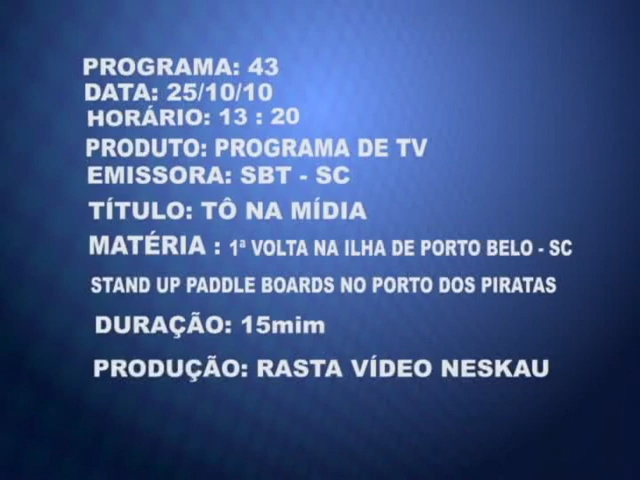 PROGRAMA: 43
DATA: 25/10/10
HORÁRIO: 13 : 20
PRODUTO: PROGRAMA DE TV
EMISSORA: SBT - SC
TÍTULO: TÔ NA MÍDIA
MATÉRIA : 1ª VOLTA NA ILHA DE PORTO BELO - SC
STAND UP PADDLE BOARDS NO PORTO DOS PIRATAS
DURAÇÃO: 15mim
PRODUÇÃO: RASTA VÍDEO NESKAU